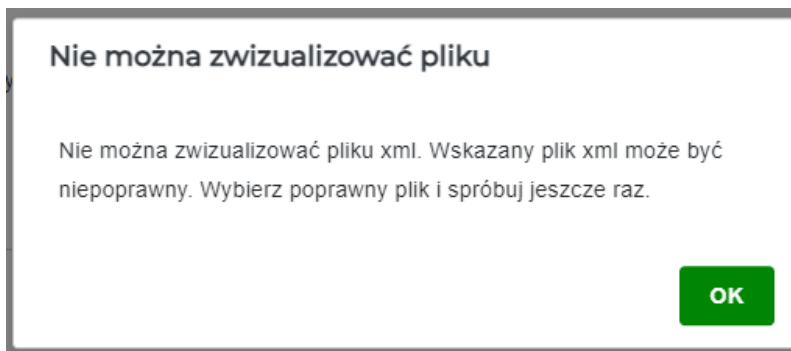 Nie można zwizualizować pliku
Nie można zwizualizować pliku xml. Wskazany plik xml może być
niepoprawny. Wybierz poprawny plik i spróbuj jeszcze raz.
OK